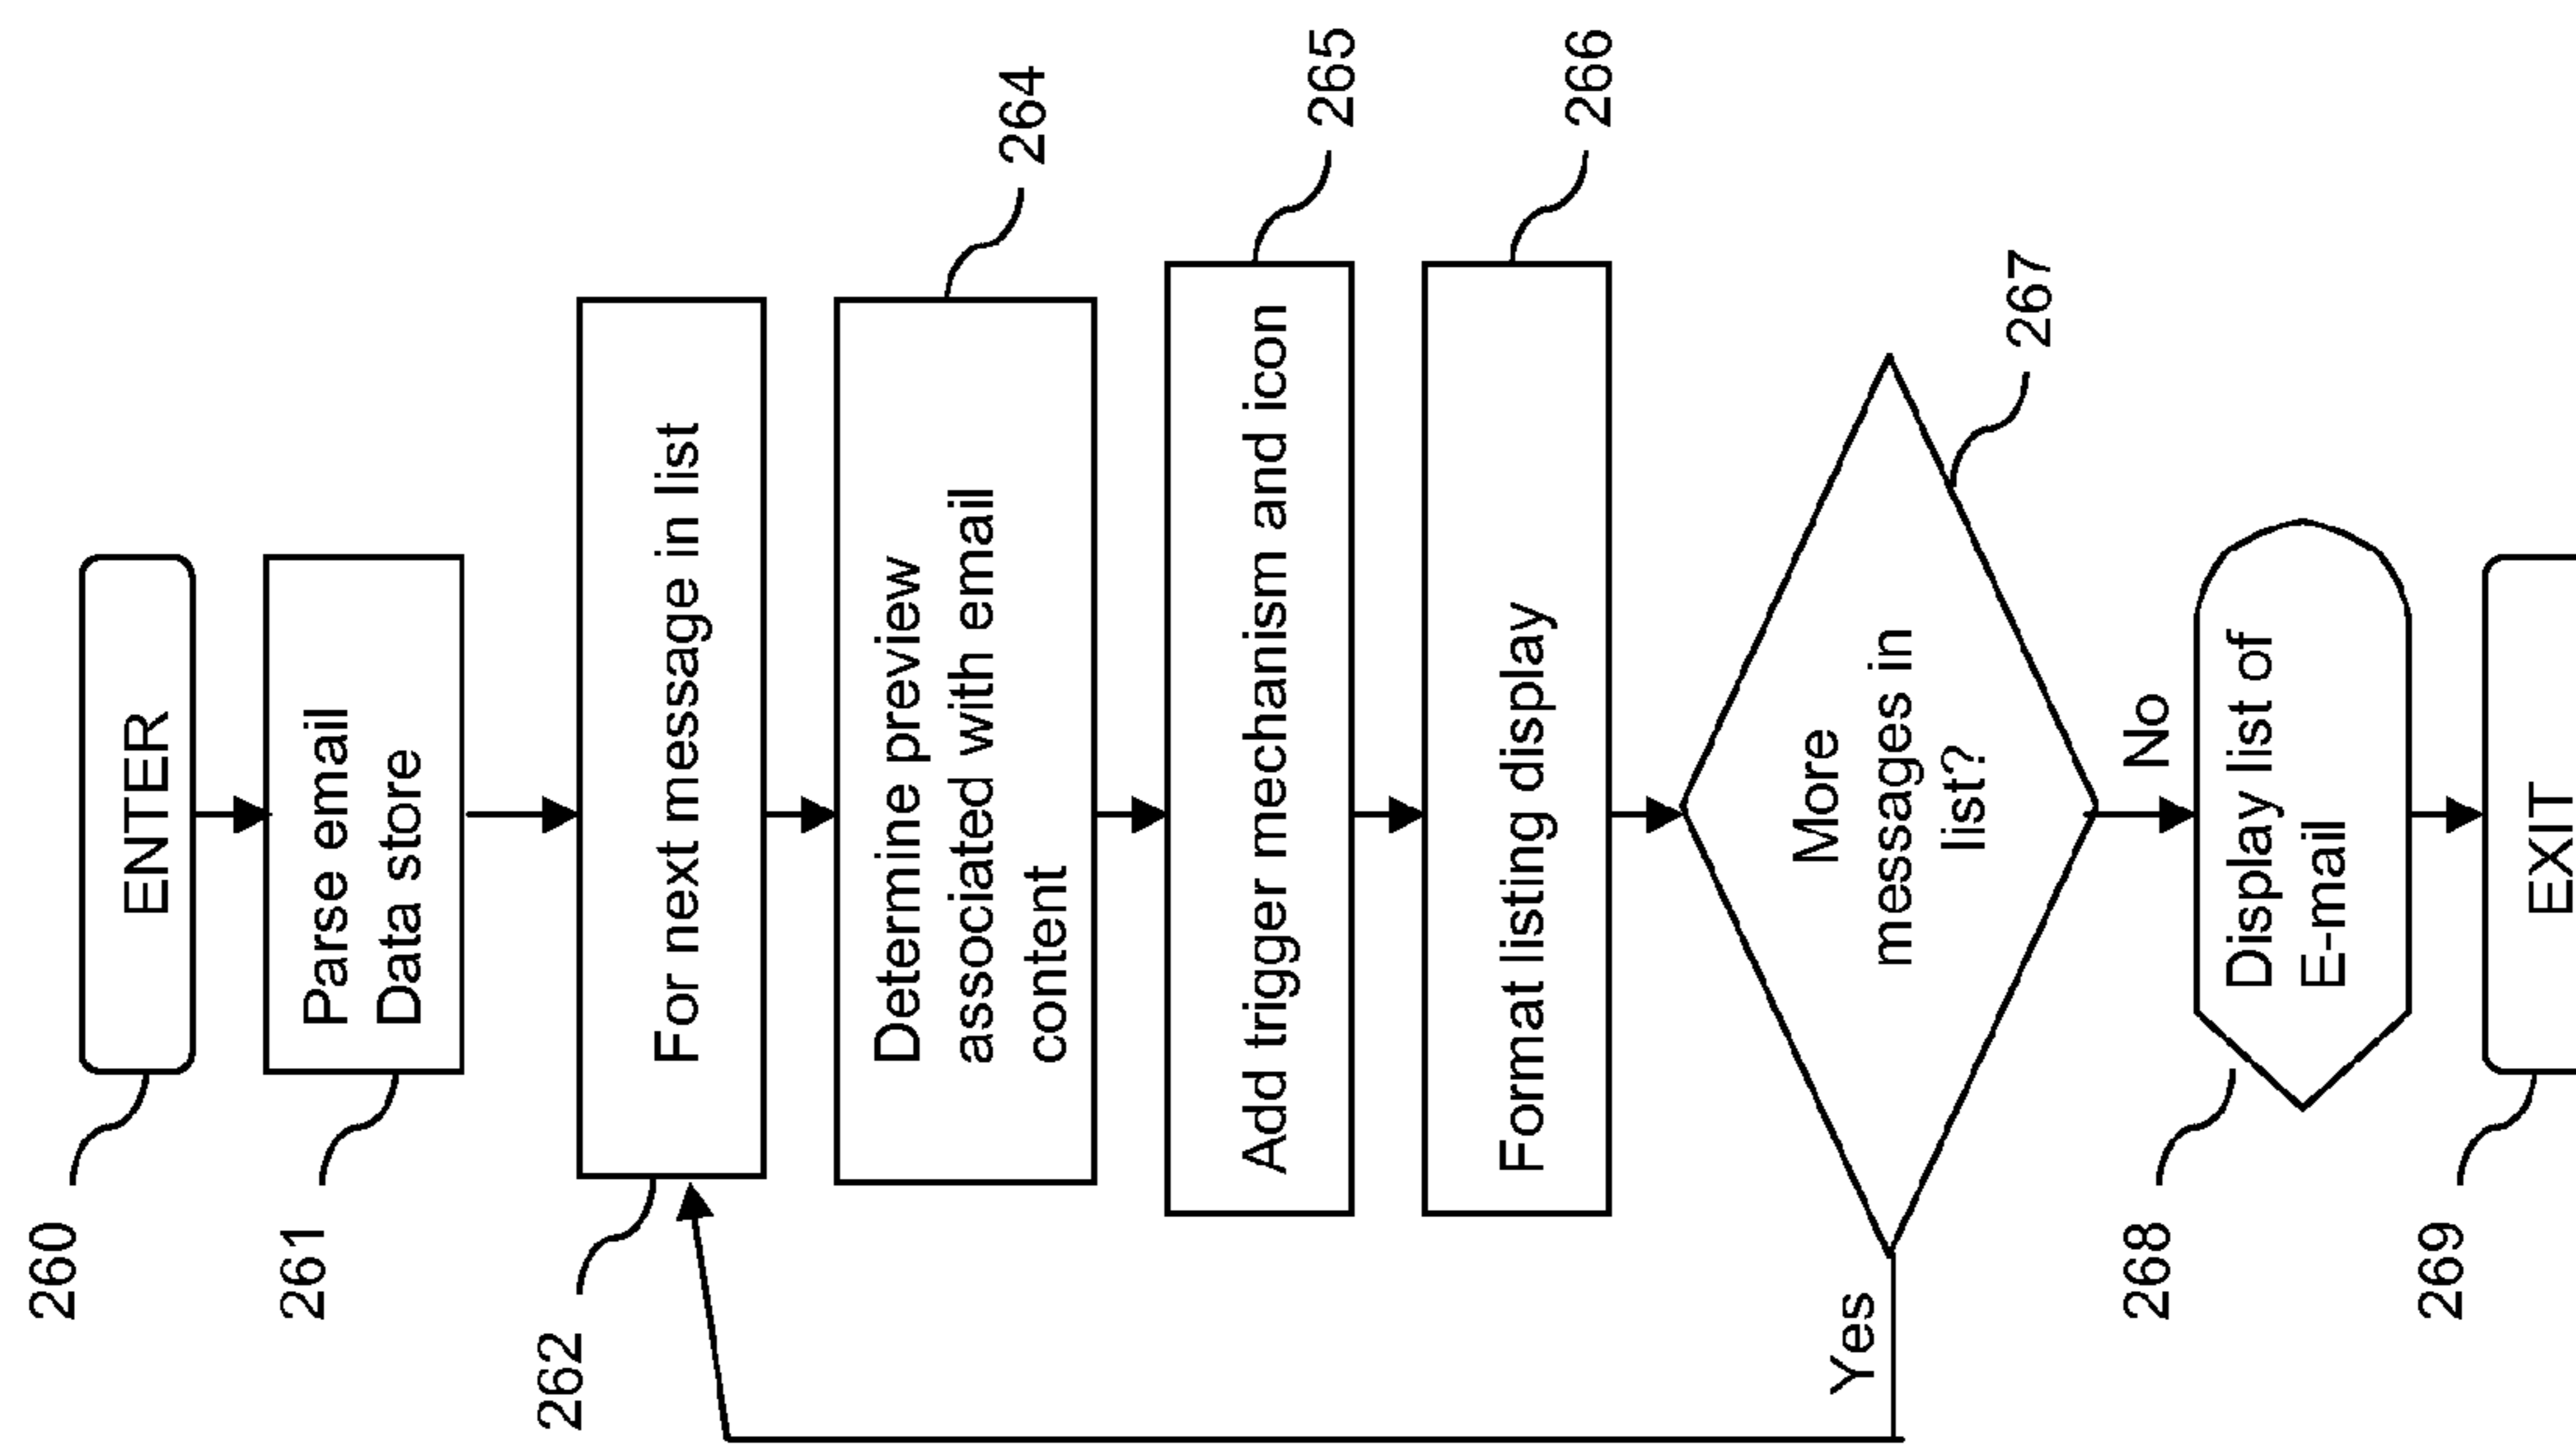 260
ENTER
261
Parse email
Data store
262
For next message in list
264
Determine preview
associated with email
content
265
Add trigger mechanism and icon
266
Format listing display
267
More
messages in
list?
Yes
No
268
Display list of
E-mail
269
EXIT